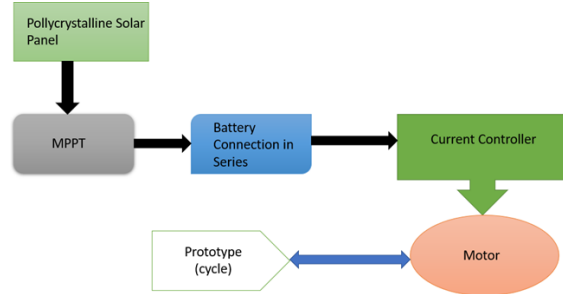 Pollycrystalline Solar
Panel
MPPT
Battery
Connection in
Series
Current Controller
Prototype
(cycle)
Motor